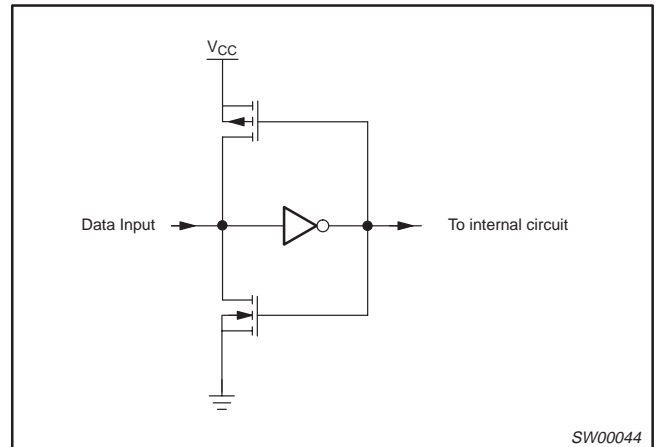 VCC
Data Input
To internal circuit
SW00044